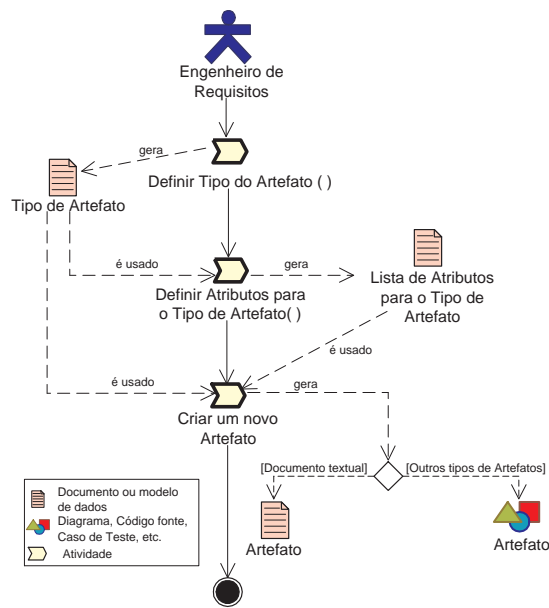 Engenheiro de
Requisitos
gera
Definir Tipo do Artefato ( )
Tipo de Artefato
é usado
gera
Definir Atributos para
o Tipo de Artefato( )
Lista de Atributos
para o Tipo de
Artefato
é usado
é usado
gera
Criar um novo
Artefato
[Documento textual]
[Outros tipos de Artefatos]
Artefato
Artefato
Documento ou modelo
de dados
Diagrama, Código fonte,
Caso de Teste, etc.
Atividade